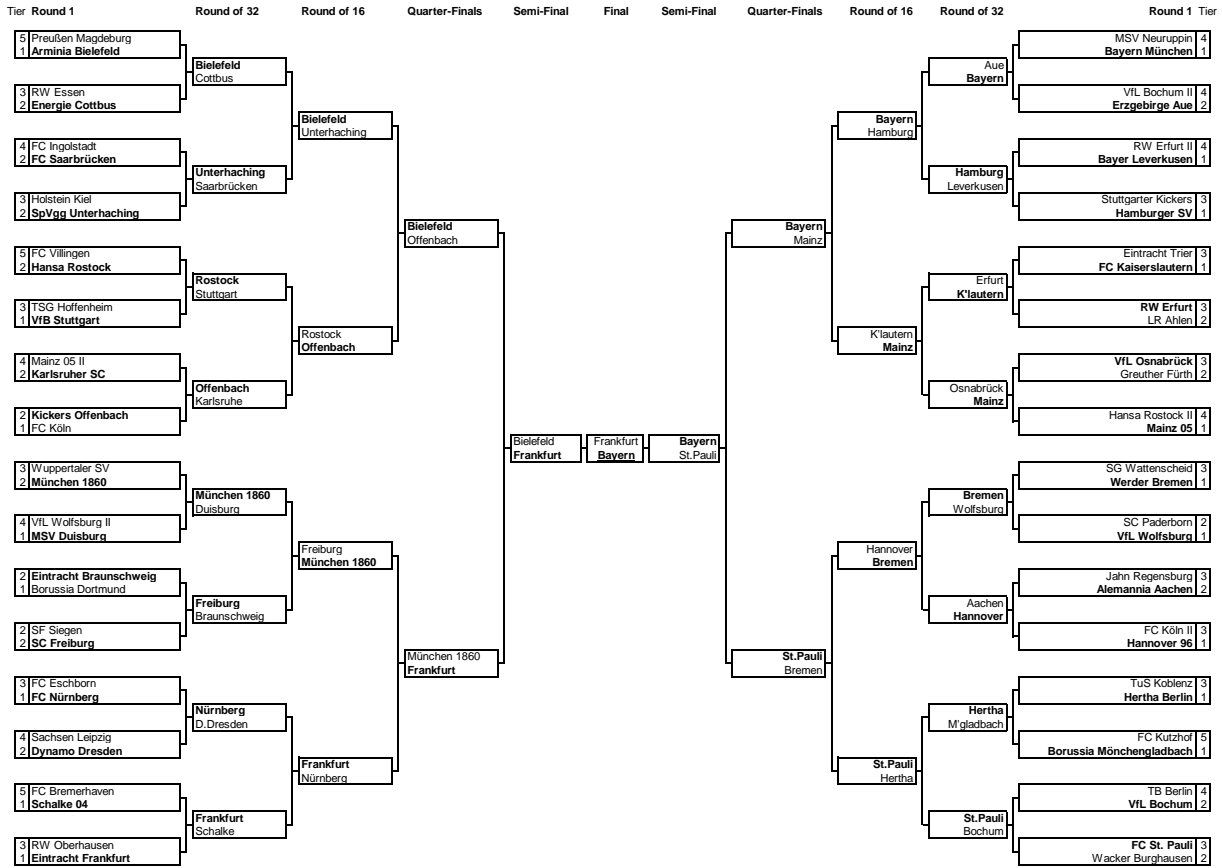 Tier Round 1 Round of 32 Round of 16 Quarter-Finals Semi-Final Final Semi-Final Quarter-Finals Round of 16 Round of 32 Round 1 Tier
5 Preußen Magdeburg
1 Arminia Bielefeld
3 RW Essen
2 Energie Cottbus
4 FC Ingolstadt
2 FC Saarbrücken
3 Holstein Kiel
2 SpVgg Unterhaching
5 FC Villingen
2 Hansa Rostock
3 TSG Hoffenheim
1 VfB Stuttgart
4 Mainz 05 II
2 Karlsruher SC
2 Kickers Offenbach
1 FC Köln
3 Wuppertaler SV
2 München 1860
4 VfL Wolfsburg II
1 MSV Duisburg
2 Eintracht Braunschweig
1 Borussia Dortmund
2 SF Siegen
2 SC Freiburg
3 FC Eschborn
1 FC Nürnberg
4 Sachsen Leipzig
2 Dynamo Dresden
5 FC Bremerhaven
1 Schalke 04
3 RW Oberhausen
1 Eintracht Frankfurt
Bielefeld
Cottbus
Unterhaching
Saarbrücken
Rostock
Stuttgart
Offenbach
Karlsruhe
München 1860
Duisburg
Freiburg
Braunschweig
Nürnberg
D.Dresden
Frankfurt
Schalke
Bielefeld
Unterhaching
Rostock
Offenbach
Freiburg
München 1860
Frankfurt
Nürnberg
Bielefeld
Offenbach
München 1860
Frankfurt
Bielefeld
Frankfurt
Frankfurt
Bayern
Bayern
St.Pauli
Bayern
Mainz
St.Pauli
Bremen
Bayern
Hamburg
K'lautern
Mainz
Hannover
Bremen
St.Pauli
Hertha
Aue
Bayern
Hamburg
Leverkusen
Erfurt
K'lautern
Osnabrück
Mainz
Bremen
Wolfsburg
Aachen
Hannover
Hertha
M'gladbach
St.Pauli
Bochum
MSV Neuruppin 4
Bayern München 1
VfL Bochum II 4
Erzgebirge Aue 2
RW Erfurt II 4
Bayer Leverkusen 1
Stuttgarter Kickers 3
Hamburger SV 1
Eintracht Trier 3
FC Kaiserslautern 1
RW Erfurt 3
LR Ahlen 2
VfL Osnabrück 3
Greuther Fürth 2
Hansa Rostock II 4
Mainz 05 1
SG Wattenscheid 3
Werder Bremen 1
SC Paderborn 2
VfL Wolfsburg 1
Jahn Regensburg 3
Alemannia Aachen 2
FC Köln II 3
Hannover 96 1
TuS Koblenz 3
Hertha Berlin 1
FC Kutzhof 5
Borussia Mönchengladbach 1
TB Berlin 4
VfL Bochum 2
FC St. Pauli 3
Wacker Burghausen 2